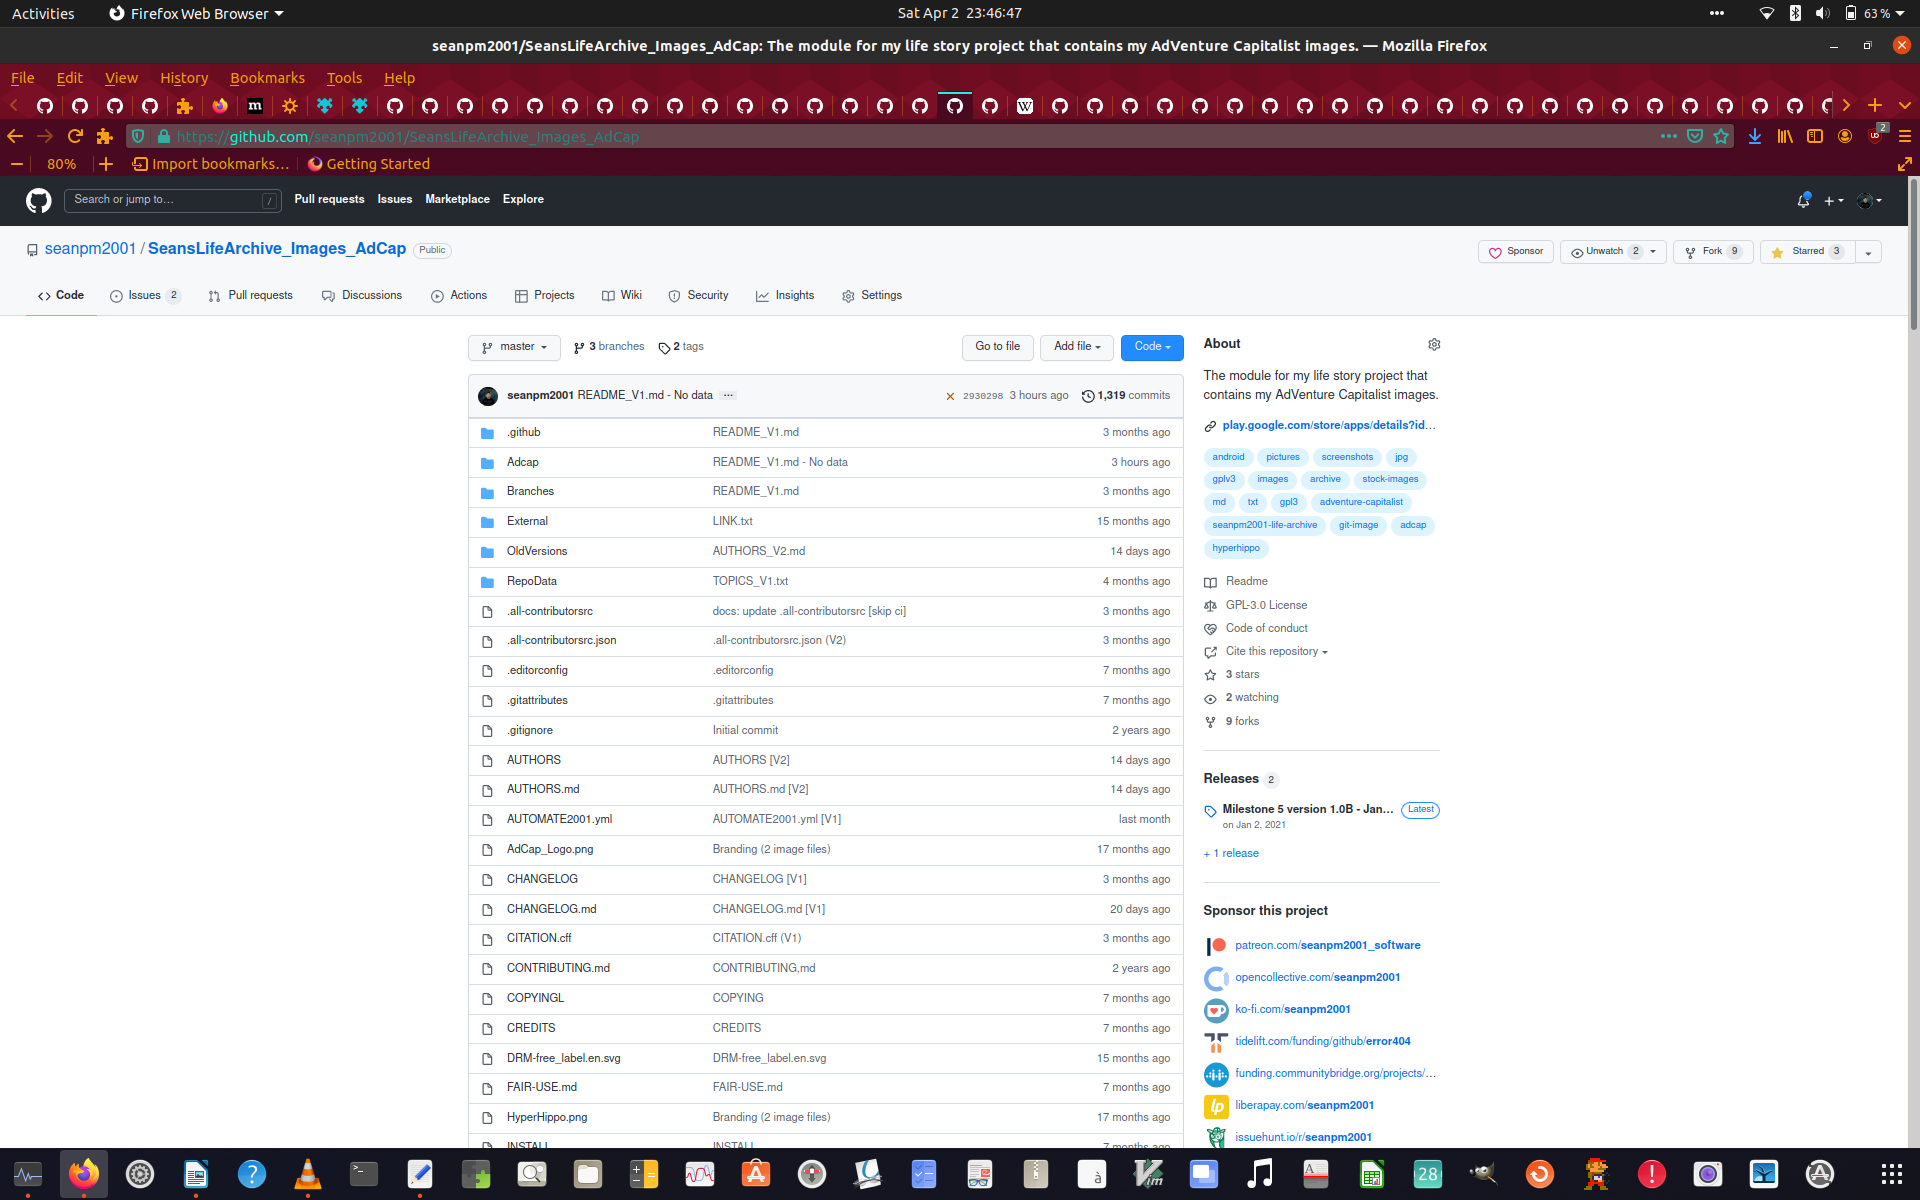 Activities
Firefox Web Browser
Sat Apr 2 23:46:47
63 %
seanpm2001/SeansLifeArchive_Images_AdCap: The module for my life story project that contains my AdVenture Capitalist images. — Mozilla Firefox
File Edit View History Bookmarks Tools Help
https://github.com/seanpm2001/SeansLifeArchive_Images_AdCap
2
80%
Import bookmarks...
Getting Started
Search or jump to...
/
Pull requests
Issues
Marketplace
Explore
seanpm2001 / SeansLifeArchive_Images_AdCap
Public
Sponsor
Unwatch 2
Fork 9
Starred 3
Code
Issues 2
Pull requests
Discussions
Actions
Projects
Wiki
Security
Insights
Settings
master
3 branches
2 tags
Go to file
Add file
Code
seanpm2001 README_V1.md - No data ...
2930298 3 hours ago
1,319 commits
.github README_V1.md 3 months ago
Adcap README_V1.md - No data 3 hours ago
Branches README_V1.md 3 months ago
External LINK.txt 15 months ago
OldVersions AUTHORS_V2.md 14 days ago
RepoData TOPICS_V1.txt 4 months ago
.all-contributorsrc docs: update .all-contributorsrc [skip ci] 3 months ago
.all-contributorsrc.json .all-contributorsrc.json (V2) 3 months ago
.editorconfig .editorconfig 7 months ago
.gitattributes .gitattributes 7 months ago
.gitignore Initial commit 2 years ago
AUTHORS AUTHORS [V2] 14 days ago
AUTHORS.md AUTHORS.md [V2] 14 days ago
AUTOMATE2001.yml AUTOMATE2001.yml [V1] last month
AdCap_Logo.png Branding (2 image files) 17 months ago
CHANGELOG CHANGELOG [V1] 3 months ago
CHANGELOG.md CHANGELOG.md [V1] 20 days ago
CITATION.cff CITATION.cff (V1) 3 months ago
CONTRIBUTING.md CONTRIBUTING,md 2 years ago
COPYINGL COPYING 7 months ago
CREDITS CREDITS 7 months ago
DRM-free_label.en.svg DRM-free_label.en.svg 15 months ago
FAIR-USE.md FAIR-USE.md 7 months ago
HyperHippo.png Branding (2 image files) 17 months ago
INSTALL INSTALL 7 months ago
About
The module for my life story project that
contains my AdVenture Capitalist images.
play.google.com/store/apps/details?id...
android pictures screenshots jpg
gplv3 images archive stock-images
md txt gpl3 adventure-capitalist
seanpm2001-life-archive git-image adcap
hyperhippo
Readme
GPL-3.0 License
Code of conduct
Cite this repository
3 stars
2 watching
9 forks
Releases 2
Milestone 5 version 1.0B - Jan... Latest
on Jan 2, 2021
+ 1 release
Sponsor this project
patreon.com/seanpm2001_software
opencollective.com/seanpm2001
ko-fi.com/seanpm2001
tidelift.com/funding/github/error404
funding.communitybridge.org/projects/...
liberapay.com/seanpm2001
issuehunt.io/r/seanpm2001
28